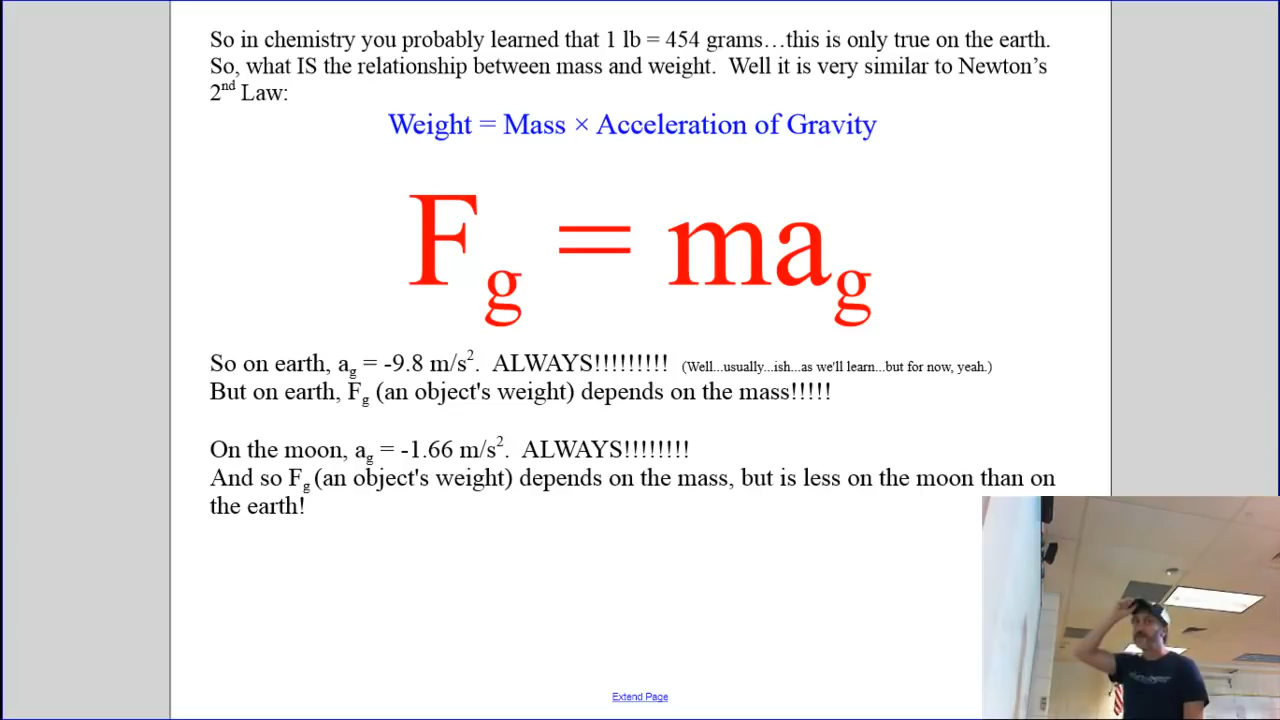 So in chemistry you probably learned that 1 lb = 454 grams…this is only true on the earth.
So, what IS the relationship between mass and weight.  Well it is very similar to Newton's
2nd Law:
Weight = Mass × Acceleration of Gravity
Fg = mag
So on earth, ag = -9.8 m/s2.  ALWAYS!!!!!!!!! (Well...usually...ish...as we'll learn...but for now, yeah.)
But on earth, Fg (an object's weight) depends on the mass!!!!!
On the moon, ag = -1.66 m/s2.  ALWAYS!!!!!!!!
And so Fg (an object's weight) depends on the mass, but is less on the moon than on
the earth!
Extend Page